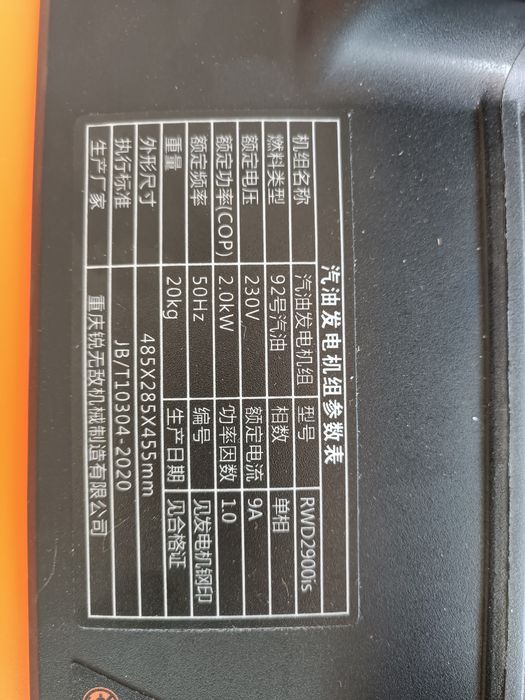 汽油发电机组参数表
机组名称 汽油发电机组 型号 RWD2900is
燃料类型 92号汽油 相数 单相
额定电压 230V 额定电流 9A
额定功率(COP) 2.0kW 功率因数 1.0
额定频率 50Hz 编号 见发电机钢印
重量 20kg 生产日期 见合格证
外形尺寸 485X285X455mm
执行标准 JB/T10304-2020
生产厂家 重庆锐无敌机械制造有限公司